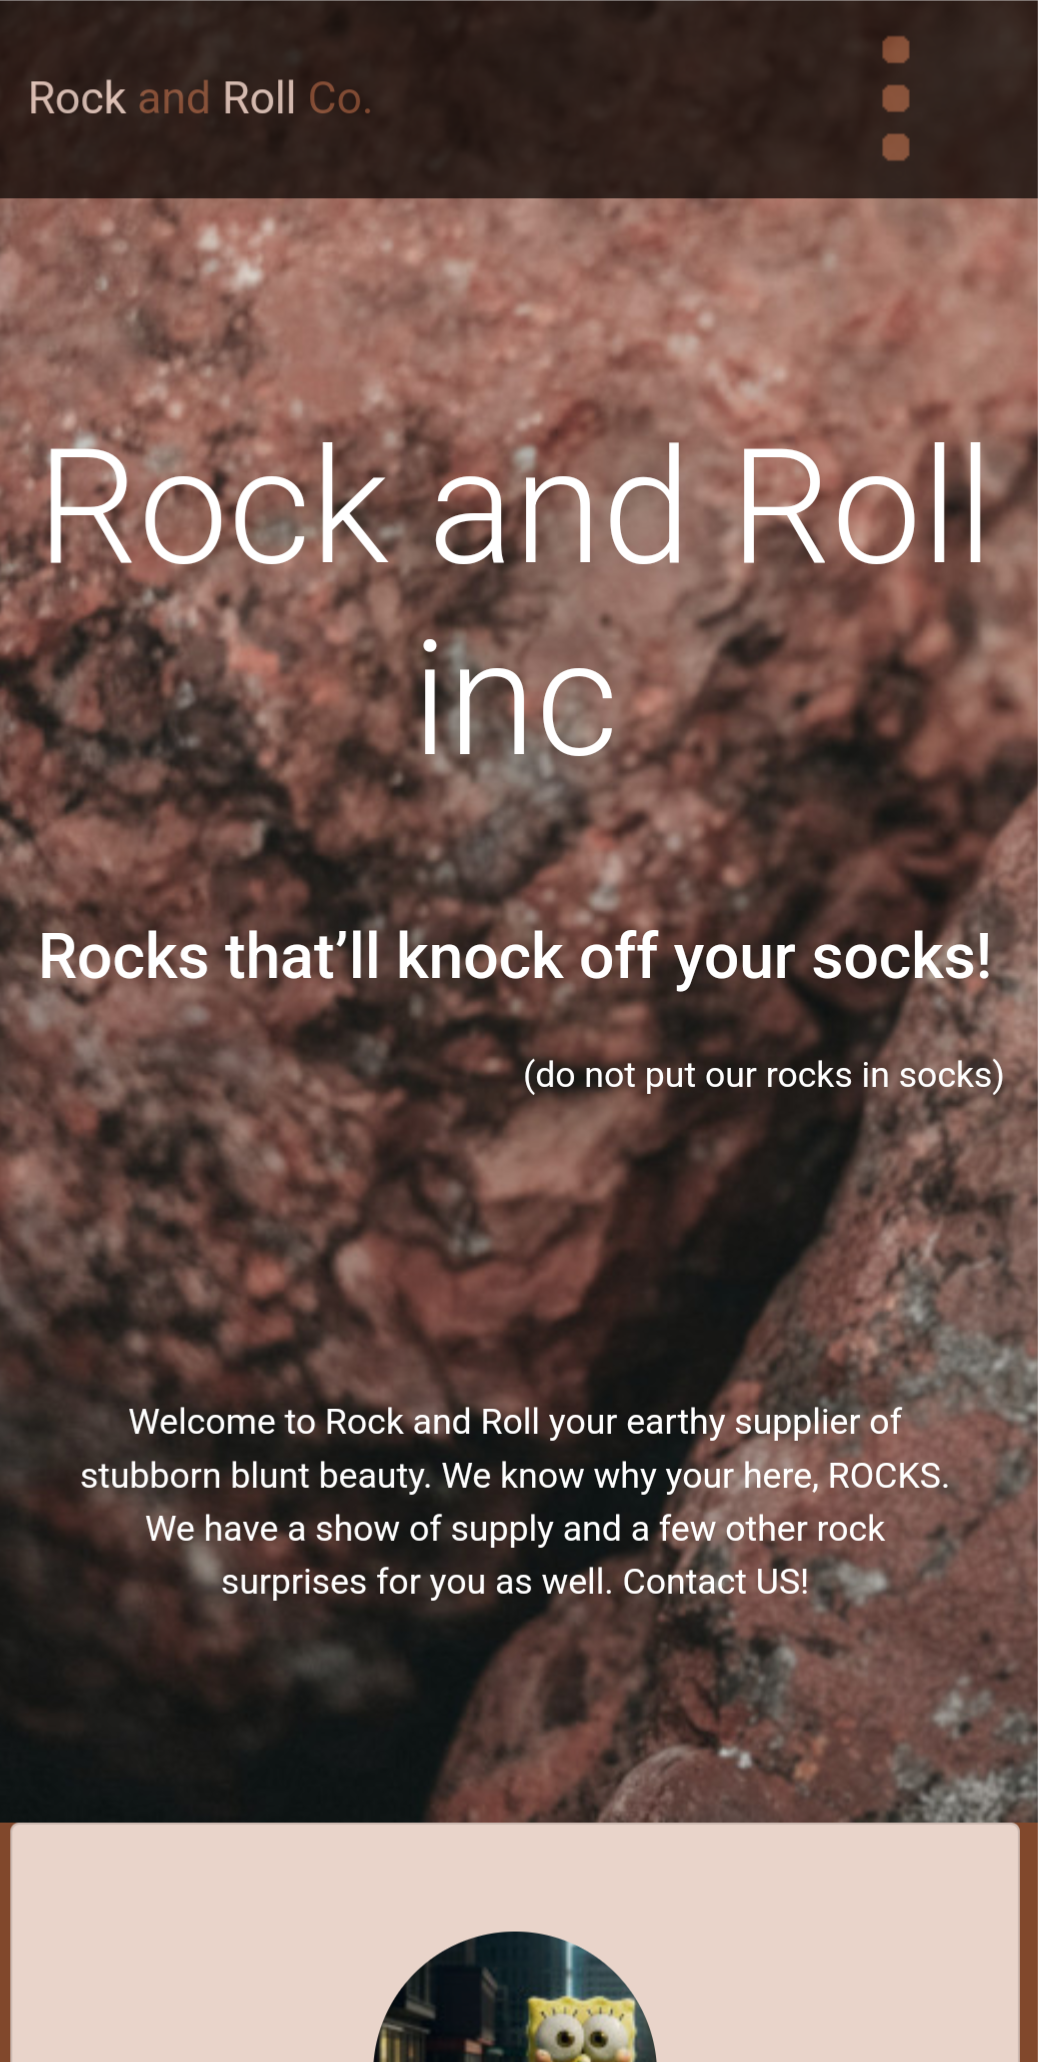 Rock and Roll Co.
Rock and Roll
inc
Rocks that’ll knock off your socks!
(do not put our rocks in socks)
Welcome to Rock and Roll your earthy supplier of
stubborn blunt beauty. We know why your here, ROCKS.
We have a show of supply and a few other rock
surprises for you as well. Contact US!